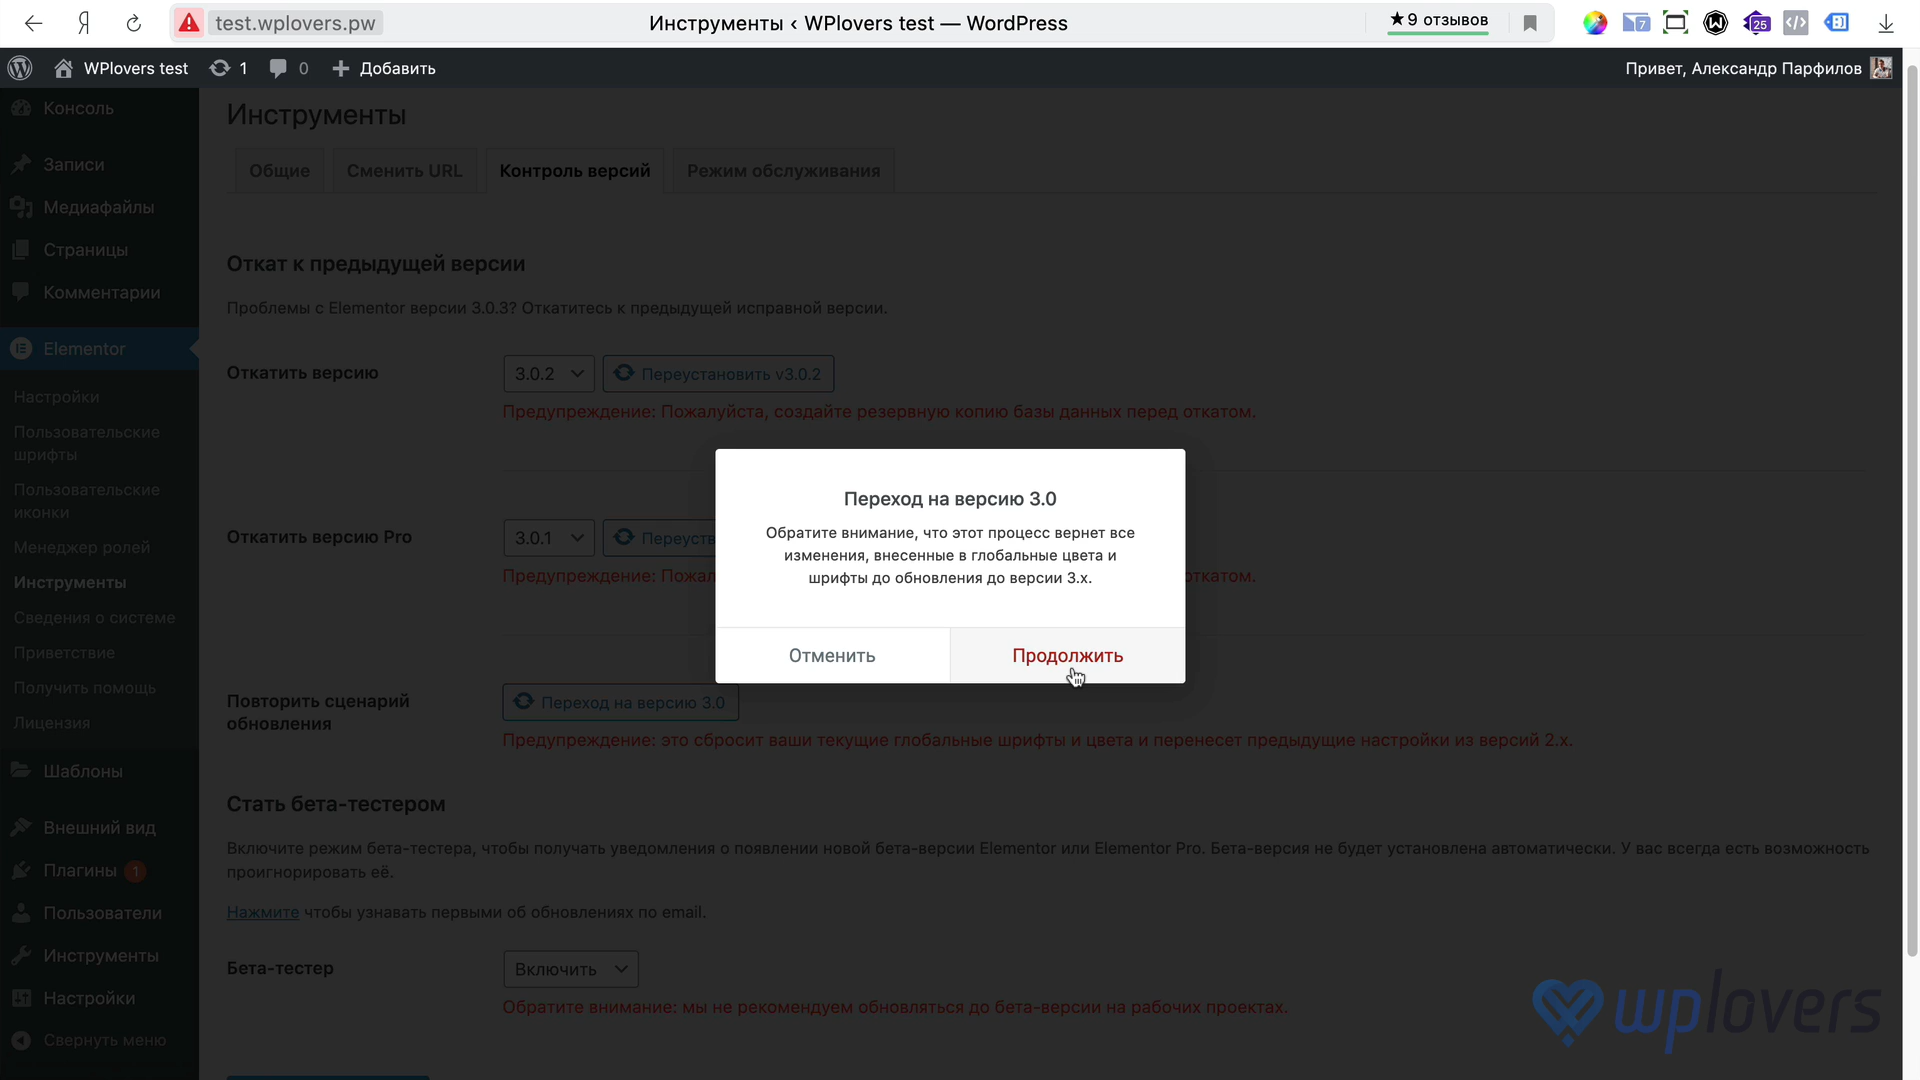 test.wplovers.pw
Инструменты ‹ WPlovers test — WordPress
★9 отзывов
7
25
WPlovers test
1
0
Добавить
Привет, Александр Парфилов
Консоль
Записи
Медиафайлы
Страницы
Комментарии
Elementor
Настройки
Пользовательские
шрифты
Пользовательские
иконки
Менеджер ролей
Инструменты
Сведения о системе
Приветствие
Получить помощь
Лицензия
Шаблоны
Внешний вид
Плагины 1
Пользователи
Инструменты
Настройки
Свернуть меню
Инструменты
Общие
Сменить URL
Контроль версий
Режим обслуживания
Откат к предыдущей версии
Проблемы с Elementor версии 3.0.3? Откатитесь к предыдущей исправной версии.
Откатить версию
3.0.2
Переустановить v3.0.2
Предупреждение: Пожалуйста, создайте резервную копию базы данных перед откатом.
Откатить версию Pro
3.0.1
Переуств
Предупреждение: Пожал
откатом.
Переход на версию 3.0
Обратите внимание, что этот процесс вернет все
изменения, внесенные в глобальные цвета и
шрифты до обновления до версии 3.x.
Отменить
Продолжить
Повторить сценарий
обновления
Переход на версию 3.0
Предупреждение: это сбросит ваши текущие глобальные шрифты и цвета и перенесет предыдущие настройки из версий 2.x.
Стать бета-тестером
Включите режим бета-тестера, чтобы получать уведомления о появлении новой бета-версии Elementor или Elementor Pro. Бета-версия не будет установлена автоматически. У вас всегда есть возможность
проигнорировать её.
Нажмите чтобы узнавать первыми об обновлениях по email.
Бета-тестер
Включить
Обратите внимание: мы не рекомендуем обновляться до бета-версии на рабочих проектах.
wplovers